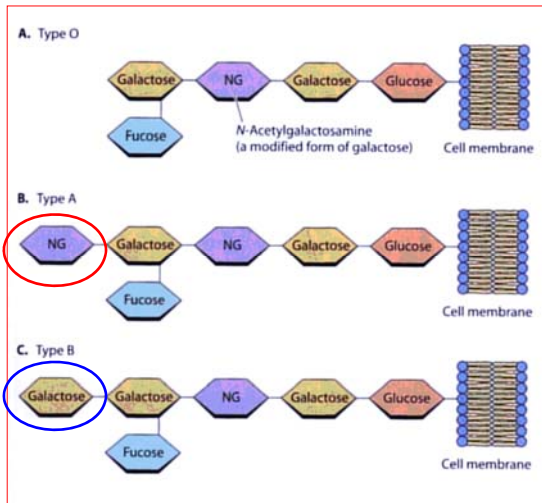 A. Type O
Galactose NG Galactose Glucose
Fucose
N-Acetylgalactosamine
(a modified form of galactose)
Cell membrane
B. Type A
NG Galactose NG Galactose Glucose
Fucose
Cell membrane
C. Type B
Galactose Galactose NG Galactose Glucose
Fucose
Cell membrane